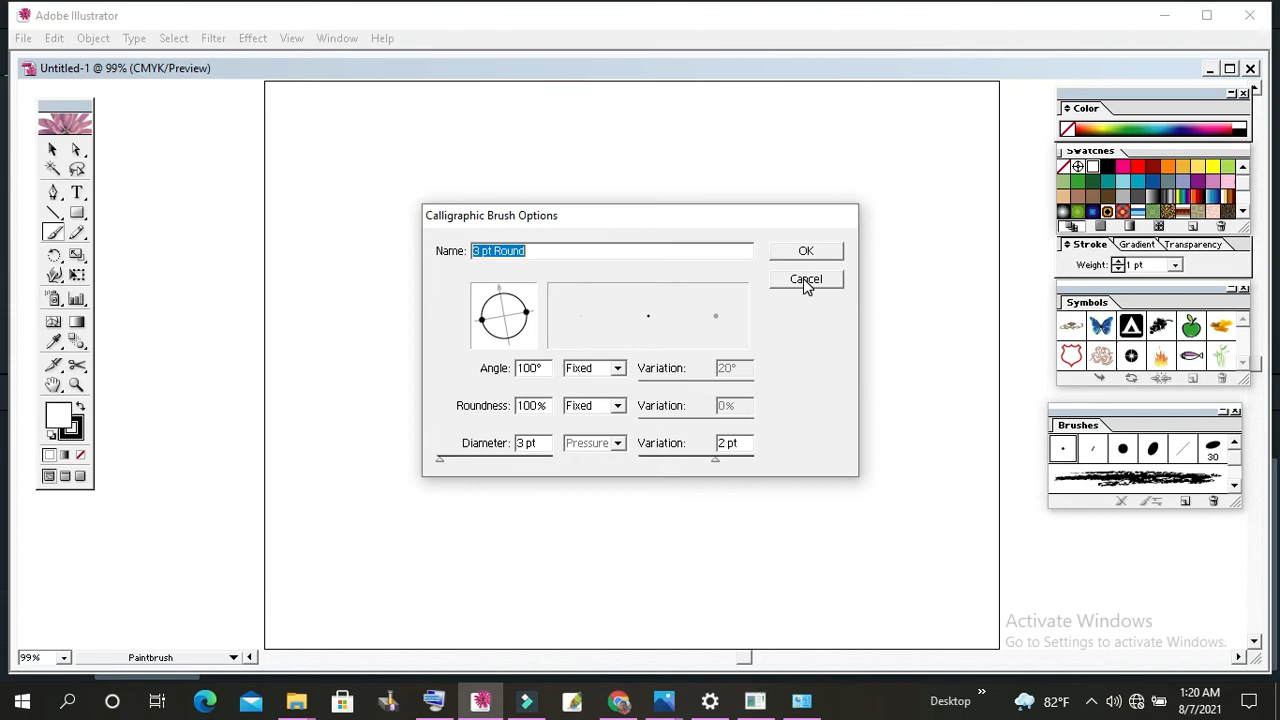 Adobe Illustrator
File Edit Object Type Select Filter Effect View Window Help
Untitled-1 @ 99% (CMYK/Preview)
Color
Swatches
Stroke Gradient Transparency
Weight: 1 pt
Symbols
Brushes
30
Calligraphic Brush Options
Name: 3 pt Round
OK
Cancel
Angle: 100° Fixed Variation: 20°
Roundness: 100% Fixed Variation: 0%
Diameter: 3 pt Pressure Variation: 2 pt
Activate Windows
Go to Settings to activate Windows.
99% Paintbrush
Desktop 82°F 1:20 AM
8/7/2021